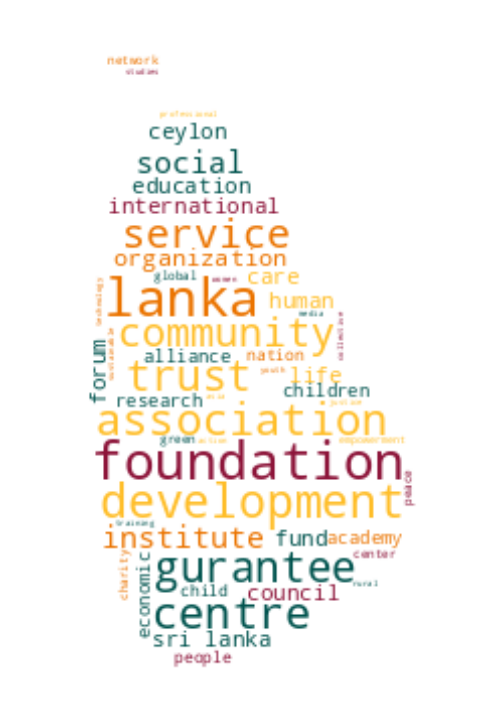 network
studies
professional
ceylon
social
education
international
service
organization
global women care
technology
lanka human
media
community
collective
sustainable
forum
alliance nation
trust youth life
children
research asia justice
association
green action empowerment
foundation
peace
development
training
institute fund academy
center
charity
economic
gurantee
rural
child council
centre
sri lanka
people